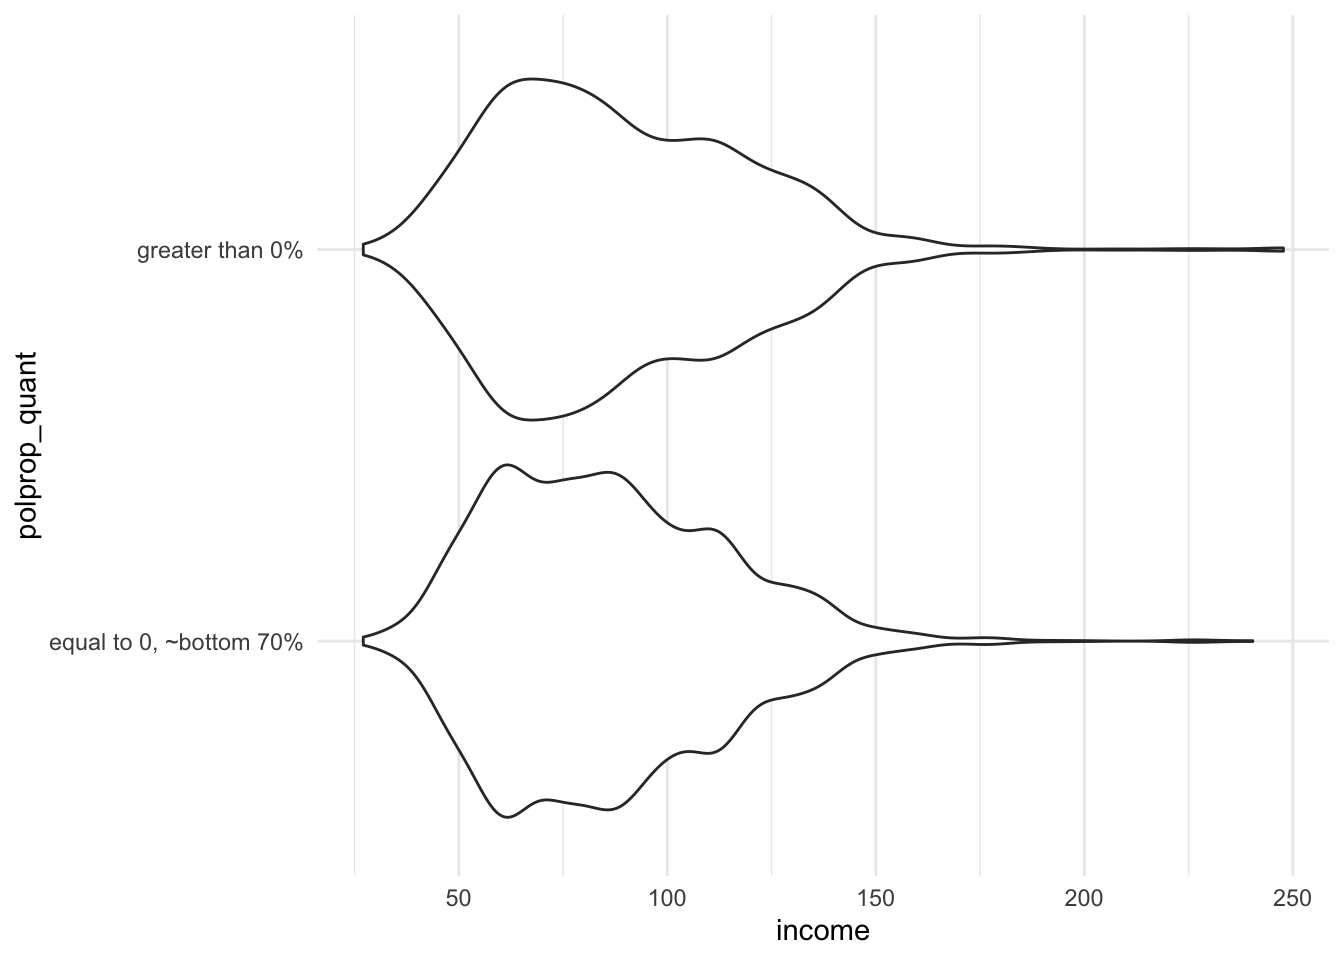 greater than 0%
polprop_quant
equal to 0, ~bottom 70%
50 100 150 200 250
income